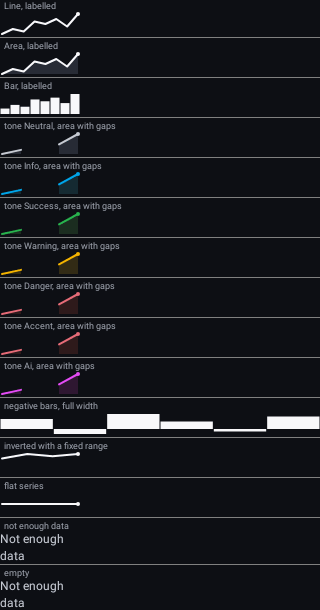 Line, labelled
Area, labelled
Bar, labelled
tone Neutral, area with gaps
tone Info, area with gaps
tone Success, area with gaps
tone Warning, area with gaps
tone Danger, area with gaps
tone Accent, area with gaps
tone Ai, area with gaps
negative bars, full width
inverted with a fixed range
flat series
not enough data
Not enough
data
empty
Not enough
data